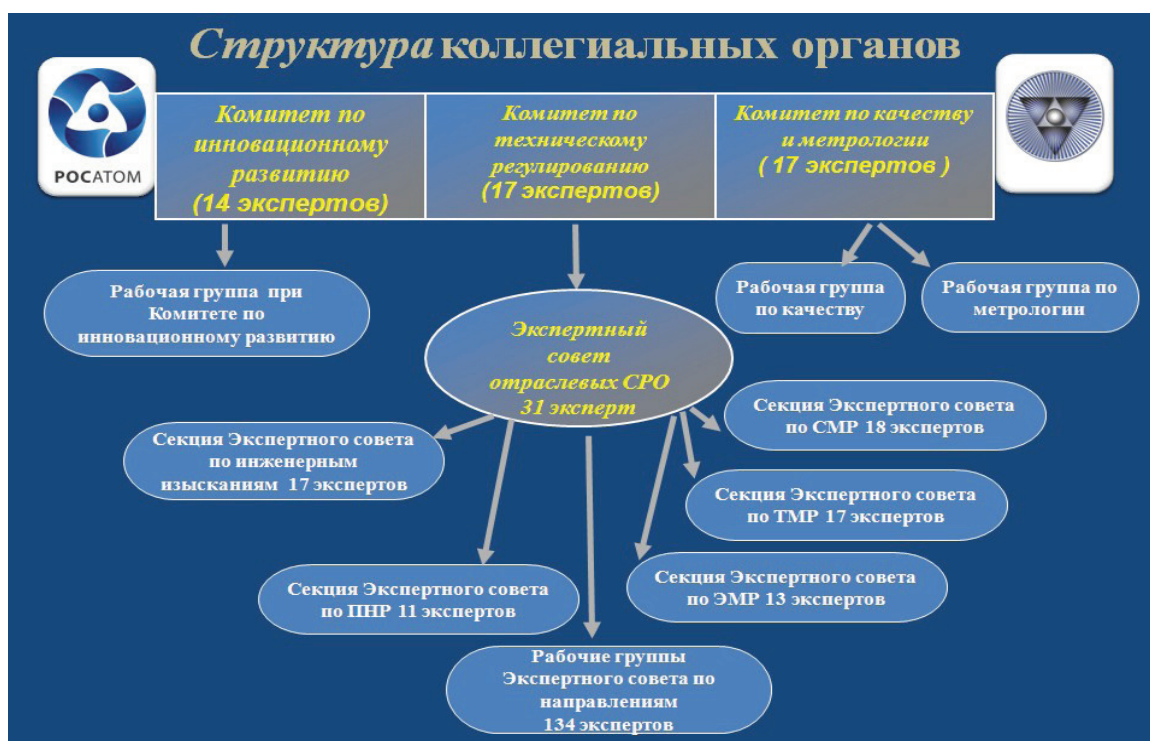 Структура коллегиальных органов
РОСАТОМ
Комитет по
инновационному
развитию
(14 экспертов)
Комитет по
техническому
регулированию
(17 экспертов)
Комитет по качеству
и метрологии
( 17 экспертов )
Рабочая группа при
Комитете по
инновационному развитию
Рабочая группа
по качеству
Рабочая группа по
метрологии
Экспертный
совет
отраслевых СРО
31 эксперт
Секция Экспертного совета
по СМР 18 экспертов
Секция Экспертного совета
по инженерным
изысканиям 17 экспертов
Секция Экспертного совета
по ТМР 17 экспертов
Секция Экспертного совета
по ПНР 11 экспертов
Секция Экспертного совета
по ЭМР 13 экспертов
Рабочие группы
Экспертного совета по
направлениям
134 экспертов